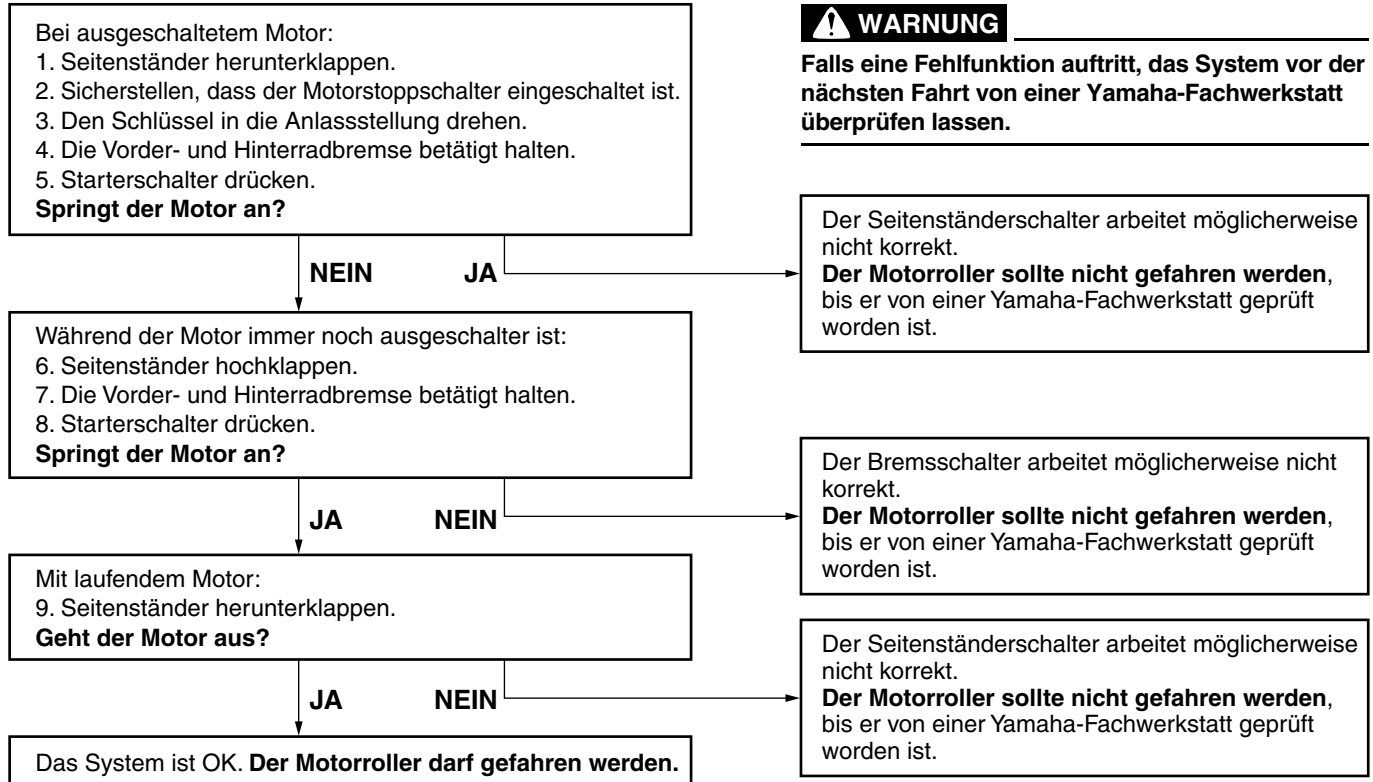 Bei ausgeschaltetem Motor:
1. Seitenständer herunterklappen.
2. Sicherstellen, dass der Motorstoppschalter eingeschaltet ist.
3. Den Schlüssel in die Anlassstellung drehen.
4. Die Vorder- und Hinterradbremse betätigt halten.
5. Starterschalter drücken.
Springt der Motor an?
WARNUNG
Falls eine Fehlfunktion auftritt, das System vor der
nächsten Fahrt von einer Yamaha-Fachwerkstatt
überprüfen lassen.
NEIN JA
Der Seitenständerschalter arbeitet möglicherweise
nicht korrekt.
Der Motorroller sollte nicht gefahren werden,
bis er von einer Yamaha-Fachwerkstatt geprüft
worden ist.
Während der Motor immer noch ausgeschalter ist:
6. Seitenständer hochklappen.
7. Die Vorder- und Hinterradbremse betätigt halten.
8. Starterschalter drücken.
Springt der Motor an?
JA NEIN
Der Bremsschalter arbeitet möglicherweise nicht
korrekt.
Der Motorroller sollte nicht gefahren werden,
bis er von einer Yamaha-Fachwerkstatt geprüft
worden ist.
Mit laufendem Motor:
9. Seitenständer herunterklappen.
Geht der Motor aus?
JA NEIN
Der Seitenständerschalter arbeitet möglicherweise
nicht korrekt.
Der Motorroller sollte nicht gefahren werden,
bis er von einer Yamaha-Fachwerkstatt geprüft
worden ist.
Das System ist OK. Der Motorroller darf gefahren werden.